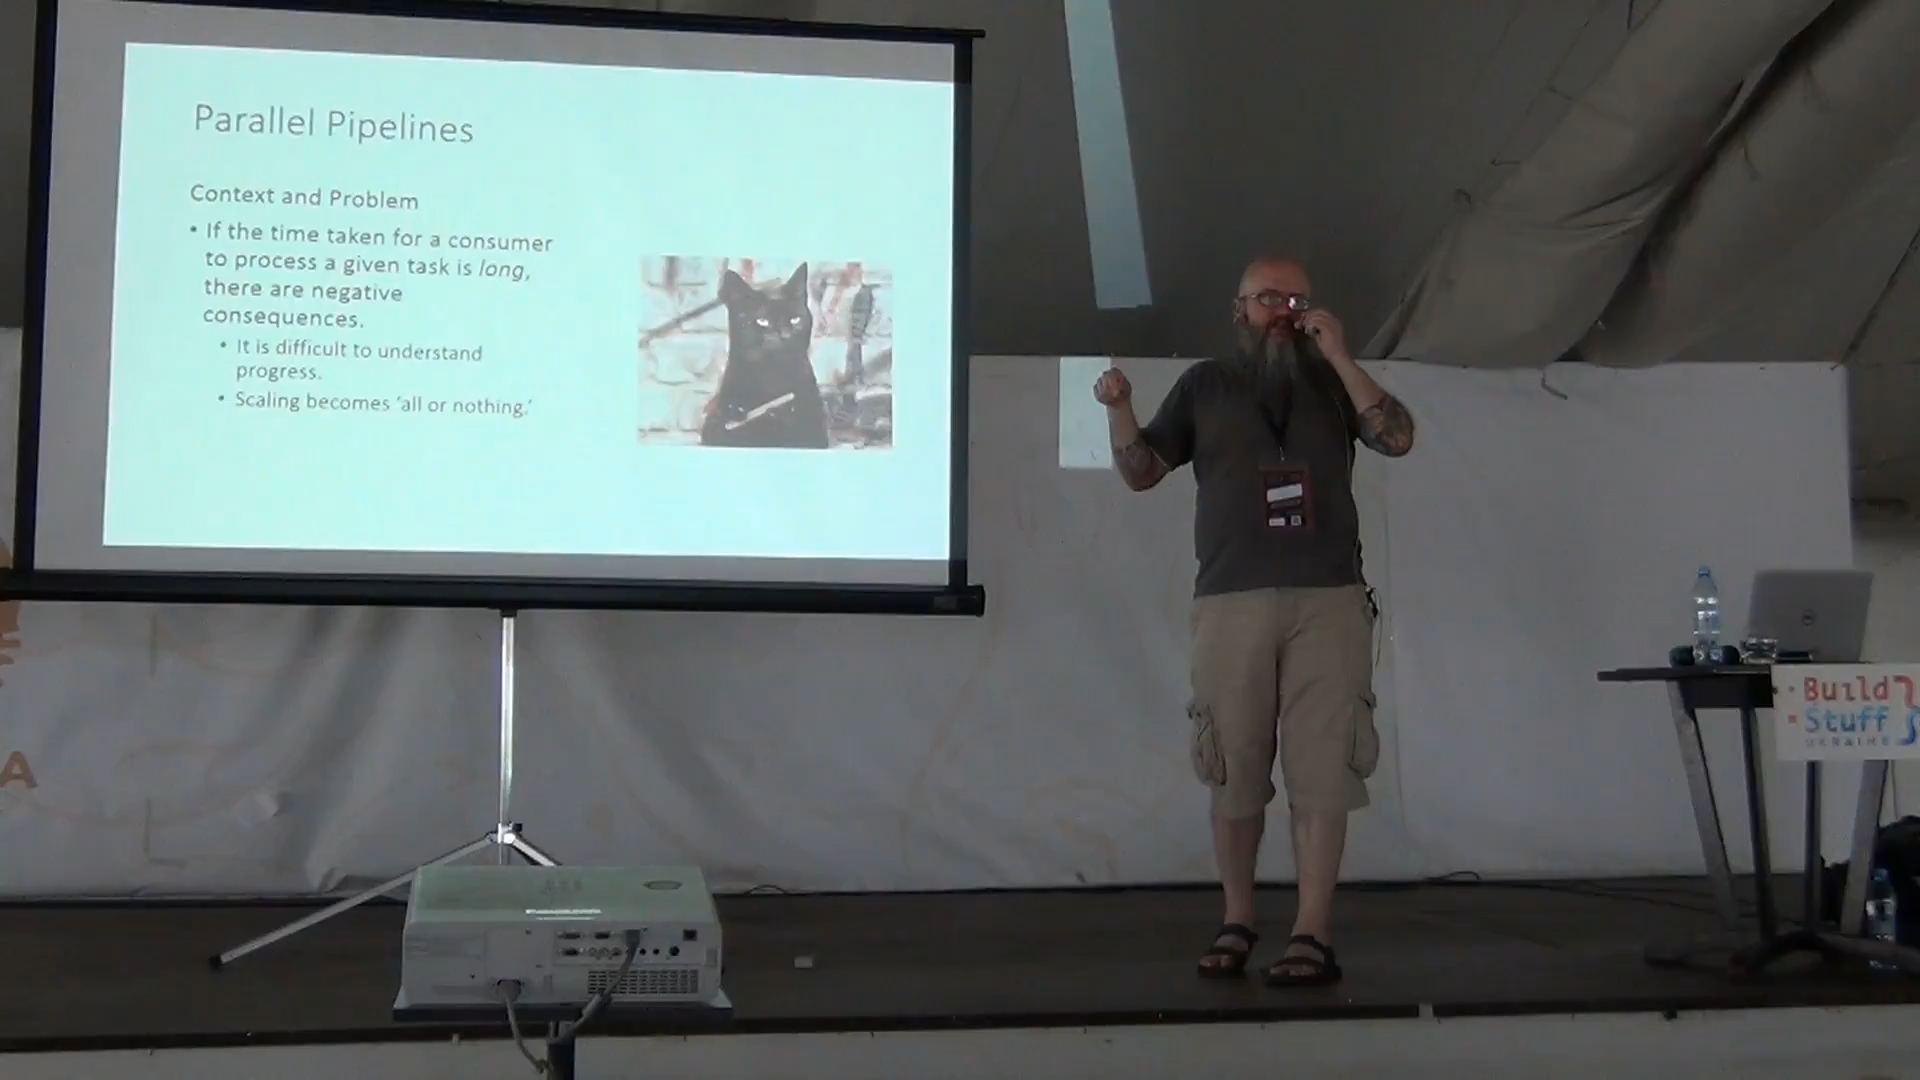 Parallel Pipelines
Context and Problem
• If the time taken for a consumer
to process a given task is long,
there are negative
consequences.
• It is difficult to understand
progress.
• Scaling becomes 'all or nothing.'
Build
Stuff
UKRAINE
A